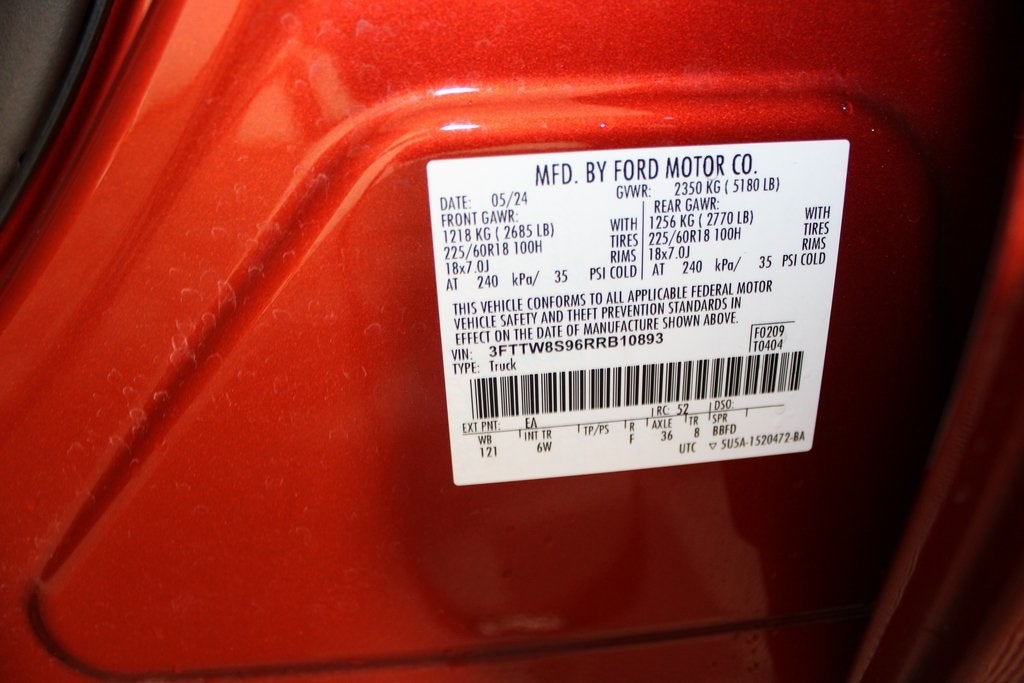 MFD. BY FORD MOTOR CO.
DATE: 05/24 GVWR: 2350 KG ( 5180 LB)
FRONT GAWR: REAR GAWR:
1218 KG ( 2685 LB) WITH 1256 KG ( 2770 LB) WITH
225/60R18 100H TIRES 225/60R18 100H TIRES
18x7.0J RIMS 18x7.0J RIMS
AT 240 kPa/ 35 PSI COLD AT 240 kPa/ 35 PSI COLD
THIS VEHICLE CONFORMS TO ALL APPLICABLE FEDERAL MOTOR
VEHICLE SAFETY AND THEFT PREVENTION STANDARDS IN
EFFECT ON THE DATE OF MANUFACTURE SHOWN ABOVE.
VIN: 3FTTW8S96RRB10893 F0209
TYPE: Truck T0404
EXT PNT: EA RC: 52 DSO:
WB INT TR TP/PS R AXLE TR SPR
121 6W F 36 8 BBFD
UTC ▽ 5U5A-1520472-BA